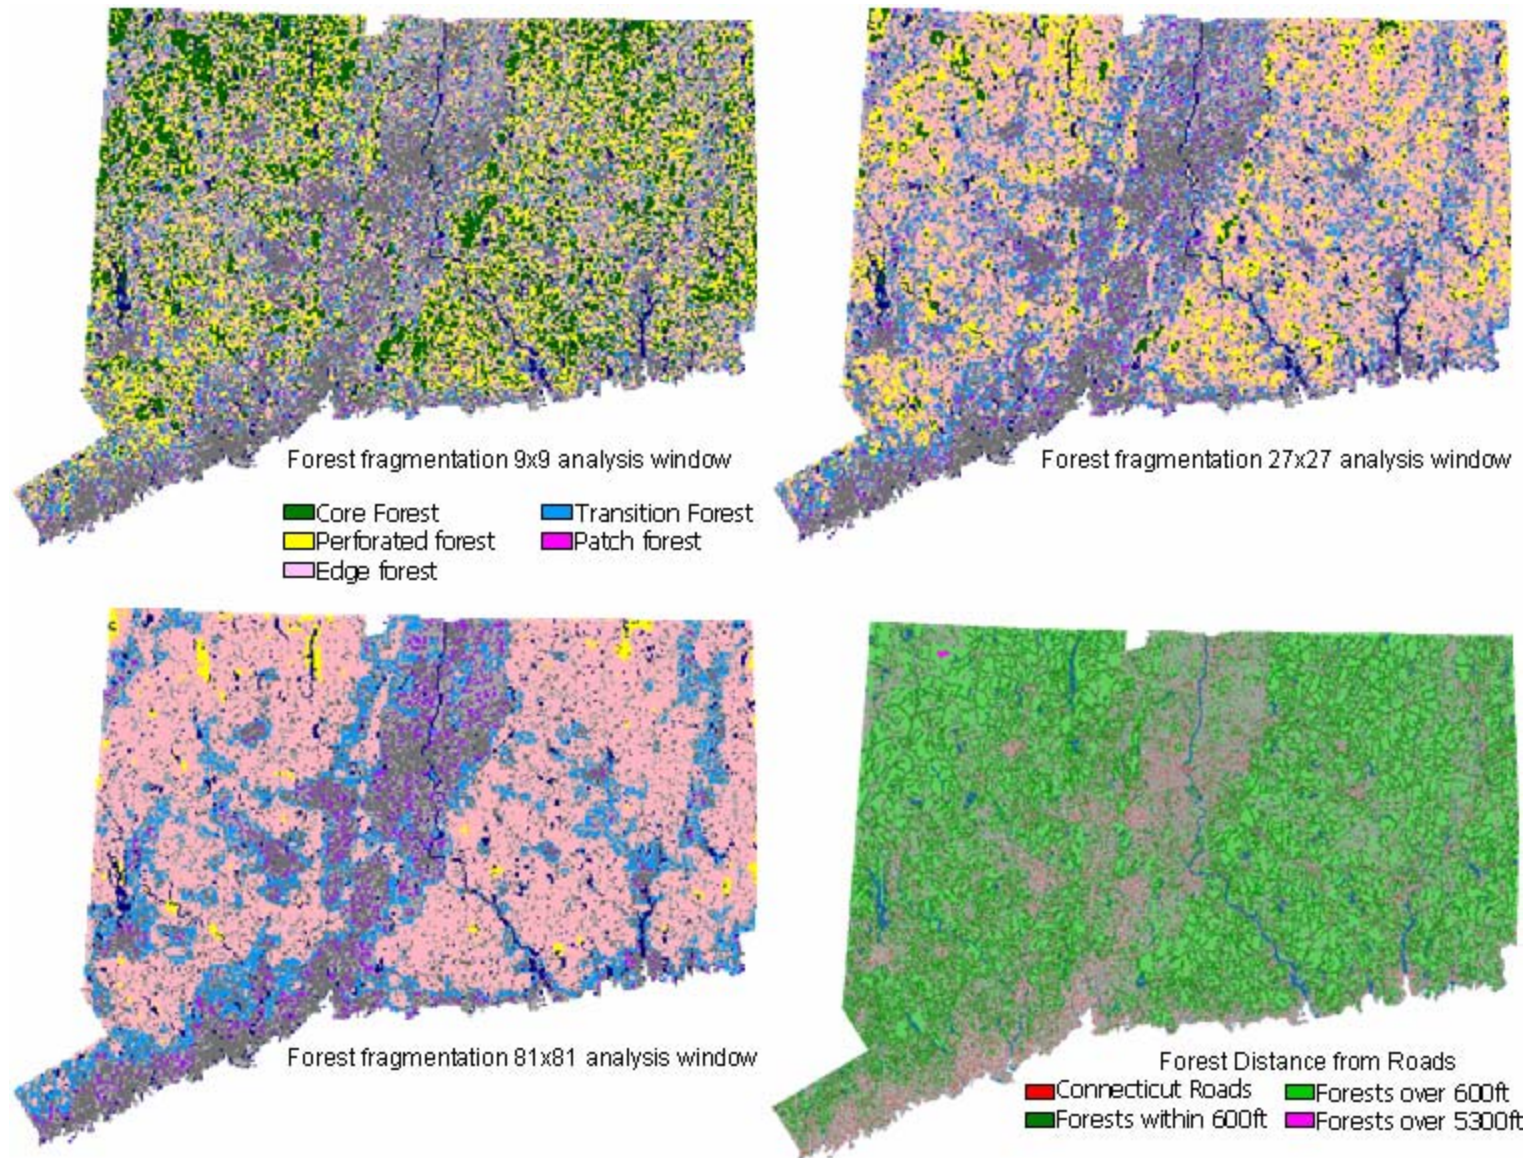 Forest fragmentation 9x9 analysis window
Forest fragmentation 27x27 analysis window
Core Forest
Transition Forest
Perforated forest
Patch forest
Edge forest
Forest fragmentation 81x81 analysis window
Forest Distance from Roads
Connecticut Roads
Forests over 600ft
Forests within 600ft
Forests over 5300ft